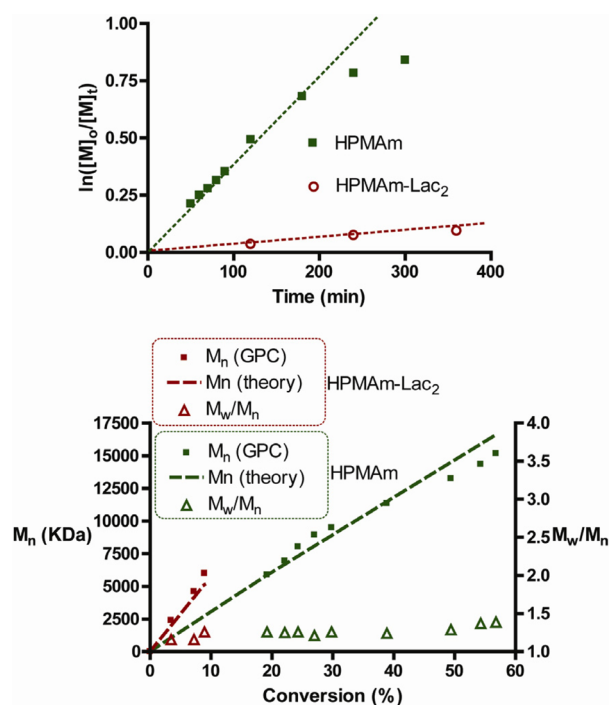 1.00
0.75
0.50
0.25
0.00
ln([M]o/[M]t)
HPMAm
HPMAm-Lac2
0 100 200 300 400
Time (min)
Mn (GPC)
Mn (theory)
Mw/Mn
HPMAm-Lac2
Mn (GPC)
Mn (theory)
Mw/Mn
HPMAm
17500
15000
12500
10000
7500
5000
2500
0
Mn (KDa)
4.0
3.5
3.0
2.5
2.0
1.5
1.0
Mw/Mn
0 10 20 30 40 50 60
Conversion (%)